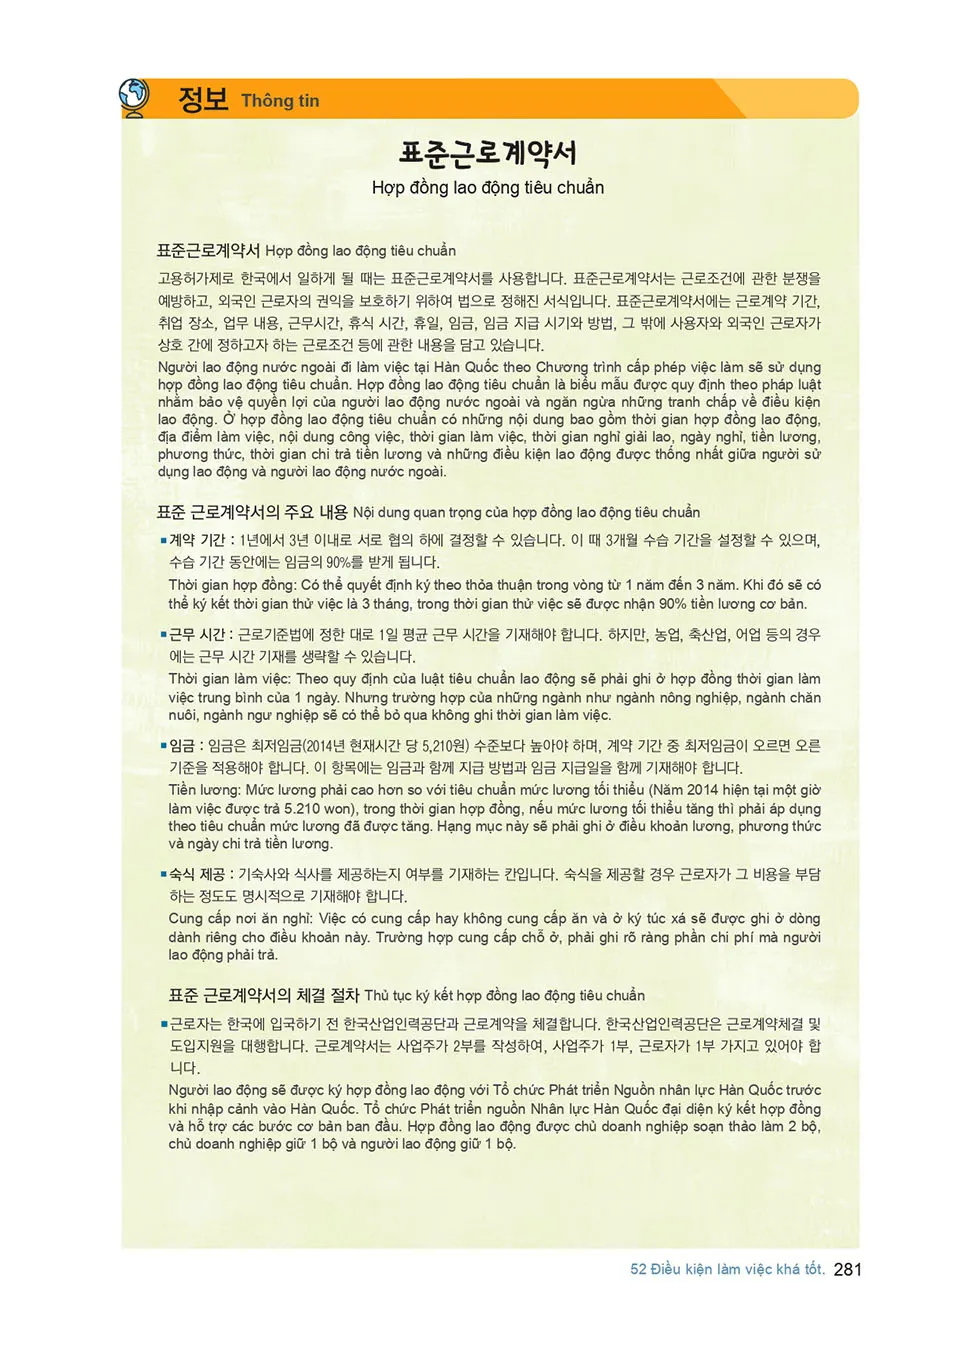 정보 Thông tin
표준근로계약서
Hợp đồng lao động tiêu chuẩn
표준근로계약서 Hợp đồng lao động tiêu chuẩn
고용허가제로 한국에서 일하게 될 때는 표준근로계약서를 사용합니다. 표준근로계약서는 근로조건에 관한 분쟁을
예방하고, 외국인 근로자의 권익을 보호하기 위하여 법으로 정해진 서식입니다. 표준근로계약서에는 근로계약 기간,
취업 장소, 업무 내용, 근무시간, 휴식 시간, 휴일, 임금, 임금 지급 시기와 방법, 그 밖에 사용자와 외국인 근로자가
상호 간에 정하고자 하는 근로조건 등에 관한 내용을 담고 있습니다.
Người lao động nước ngoài đi làm việc tại Hàn Quốc theo Chương trình cấp phép việc làm sẽ sử dụng
hợp đồng lao động tiêu chuẩn. Hợp đồng lao động tiêu chuẩn là biểu mẫu được quy định theo pháp luật
nhằm bảo vệ quyền lợi của người lao động nước ngoài và ngăn ngừa những tranh chấp về điều kiện
lao động. Ở hợp đồng lao động tiêu chuẩn có những nội dung bao gồm thời gian hợp đồng lao động,
địa điểm làm việc, nội dung công việc, thời gian làm việc, thời gian nghỉ giải lao, ngày nghỉ, tiền lương,
phương thức, thời gian chi trả tiền lương và những điều kiện lao động được thống nhất giữa người sử
dụng lao động và người lao động nước ngoài.
표준 근로계약서의 주요 내용 Nội dung quan trọng của hợp đồng lao động tiêu chuẩn
▪계약 기간 : 1년에서 3년 이내로 서로 협의 하에 결정할 수 있습니다. 이 때 3개월 수습 기간을 설정할 수 있으며,
수습 기간 동안에는 임금의 90%를 받게 됩니다.
Thời gian hợp đồng: Có thể quyết định ký theo thỏa thuận trong vòng từ 1 năm đến 3 năm. Khi đó sẽ có
thể ký kết thời gian thử việc là 3 tháng, trong thời gian thử việc sẽ được nhận 90% tiền lương cơ bản.
▪근무 시간 : 근로기준법에 정한 대로 1일 평균 근무 시간을 기재해야 합니다. 하지만, 농업, 축산업, 어업 등의 경우
에는 근무 시간 기재를 생략할 수 있습니다.
Thời gian làm việc: Theo quy định của luật tiêu chuẩn lao động sẽ phải ghi ở hợp đồng thời gian làm
việc trung bình của 1 ngày. Nhưng trường hợp của những ngành như ngành nông nghiệp, ngành chăn
nuôi, ngành ngư nghiệp sẽ có thể bỏ qua không ghi thời gian làm việc.
▪임금 : 임금은 최저임금(2014년 현재시간 당 5,210원) 수준보다 높아야 하며, 계약 기간 중 최저임금이 오르면 오른
기준을 적용해야 합니다. 이 항목에는 임금과 함께 지급 방법과 임금 지급일을 함께 기재해야 합니다.
Tiền lương: Mức lương phải cao hơn so với tiêu chuẩn mức lương tối thiểu (Năm 2014 hiện tại một giờ
làm việc được trả 5.210 won), trong thời gian hợp đồng, nếu mức lương tối thiểu tăng thì phải áp dụng
theo tiêu chuẩn mức lương đã được tăng. Hạng mục này sẽ phải ghi ở điều khoản lương, phương thức
và ngày chi trả tiền lương.
▪숙식 제공 : 기숙사와 식사를 제공하는지 여부를 기재하는 칸입니다. 숙식을 제공할 경우 근로자가 그 비용을 부담
하는 정도도 명시적으로 기재해야 합니다.
Cung cấp nơi ăn nghỉ: Việc có cung cấp hay không cung cấp ăn và ở ký túc xá sẽ được ghi ở dòng
dành riêng cho điều khoản này. Trường hợp cung cấp chỗ ở, phải ghi rõ ràng phần chi phí mà người
lao động phải trả.
표준 근로계약서의 체결 절차 Thủ tục ký kết hợp đồng lao động tiêu chuẩn
▪근로자는 한국에 입국하기 전 한국산업인력공단과 근로계약을 체결합니다. 한국산업인력공단은 근로계약체결 및
도입지원을 대행합니다. 근로계약서는 사업주가 2부를 작성하여, 사업주가 1부, 근로자가 1부 가지고 있어야 합
니다.
Người lao động sẽ được ký hợp đồng lao động với Tổ chức Phát triển Nguồn nhân lực Hàn Quốc trước
khi nhập cảnh vào Hàn Quốc. Tổ chức Phát triển nguồn Nhân lực Hàn Quốc đại diện ký kết hợp đồng
và hỗ trợ các bước cơ bản ban đầu. Hợp đồng lao động được chủ doanh nghiệp soạn thảo làm 2 bộ,
chủ doanh nghiệp giữ 1 bộ và người lao động giữ 1 bộ.
52 Điều kiện làm việc khá tốt. 281